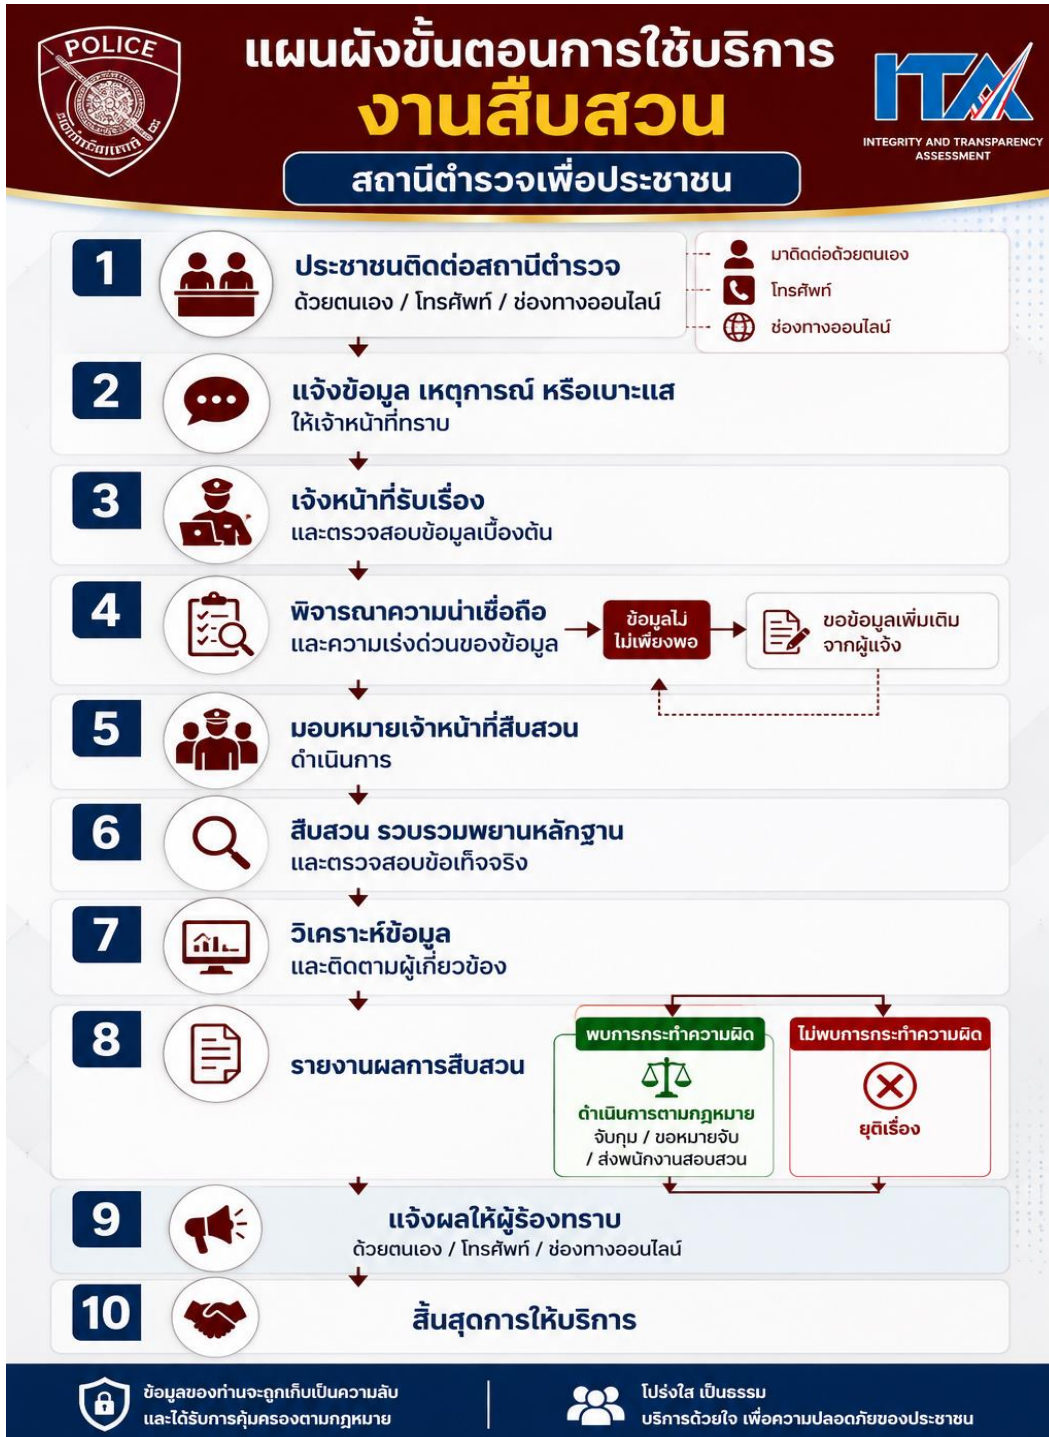 POLICE
แผนผังขั้นตอนการใช้บริการ
งานสืบสวน
สถานีตำรวจเพื่อประชาชน
ITA
INTEGRITY AND TRANSPARENCY
ASSESSMENT
1
ประชาชนติดต่อสถานีตำรวจ
ด้วยตนเอง / โทรศัพท์ / ช่องทางออนไลน์
มาติดต่อด้วยตนเอง
โทรศัพท์
ช่องทางออนไลน์
2
แจ้งข้อมูล เหตุการณ์ หรือเบาะแส
ให้เจ้าหน้าที่ทราบ
3
เจ้งหน้าที่รับเรื่อง
และตรวจสอบข้อมูลเบื้องต้น
4
พิจารณาความน่าเชื่อถือ
และความเร่งด่วนของข้อมูล
ข้อมูลไม่
ไม่เพียงพอ
ขอข้อมูลเพิ่มเติม
จากผู้แจ้ง
5
มอบหมายเจ้าหน้าที่สืบสวน
ดำเนินการ
6
สืบสวน รวบรวมพยานหลักฐาน
และตรวจสอบข้อเท็จจริง
7
วิเคราะห์ข้อมูล
และติดตามผู้เกี่ยวข้อง
8
รายงานผลการสืบสวน
พบการกระทำความผิด
ดำเนินการตามกฎหมาย
จับกุม / ขอหมายจับ
/ ส่งพนักงานสอบสวน
ไม่พบการกระทำความผิด
ยุติเรื่อง
9
แจ้งผลให้ผู้ร้องทราบ
ด้วยตนเอง / โทรศัพท์ / ช่องทางออนไลน์
10
สิ้นสุดการให้บริการ
ข้อมูลของท่านจะถูกเก็บเป็นความลับ
และได้รับการคุ้มครองตามกฎหมาย
โปร่งใส เป็นธรรม
บริการด้วยใจ เพื่อความปลอดภัยของประชาชน